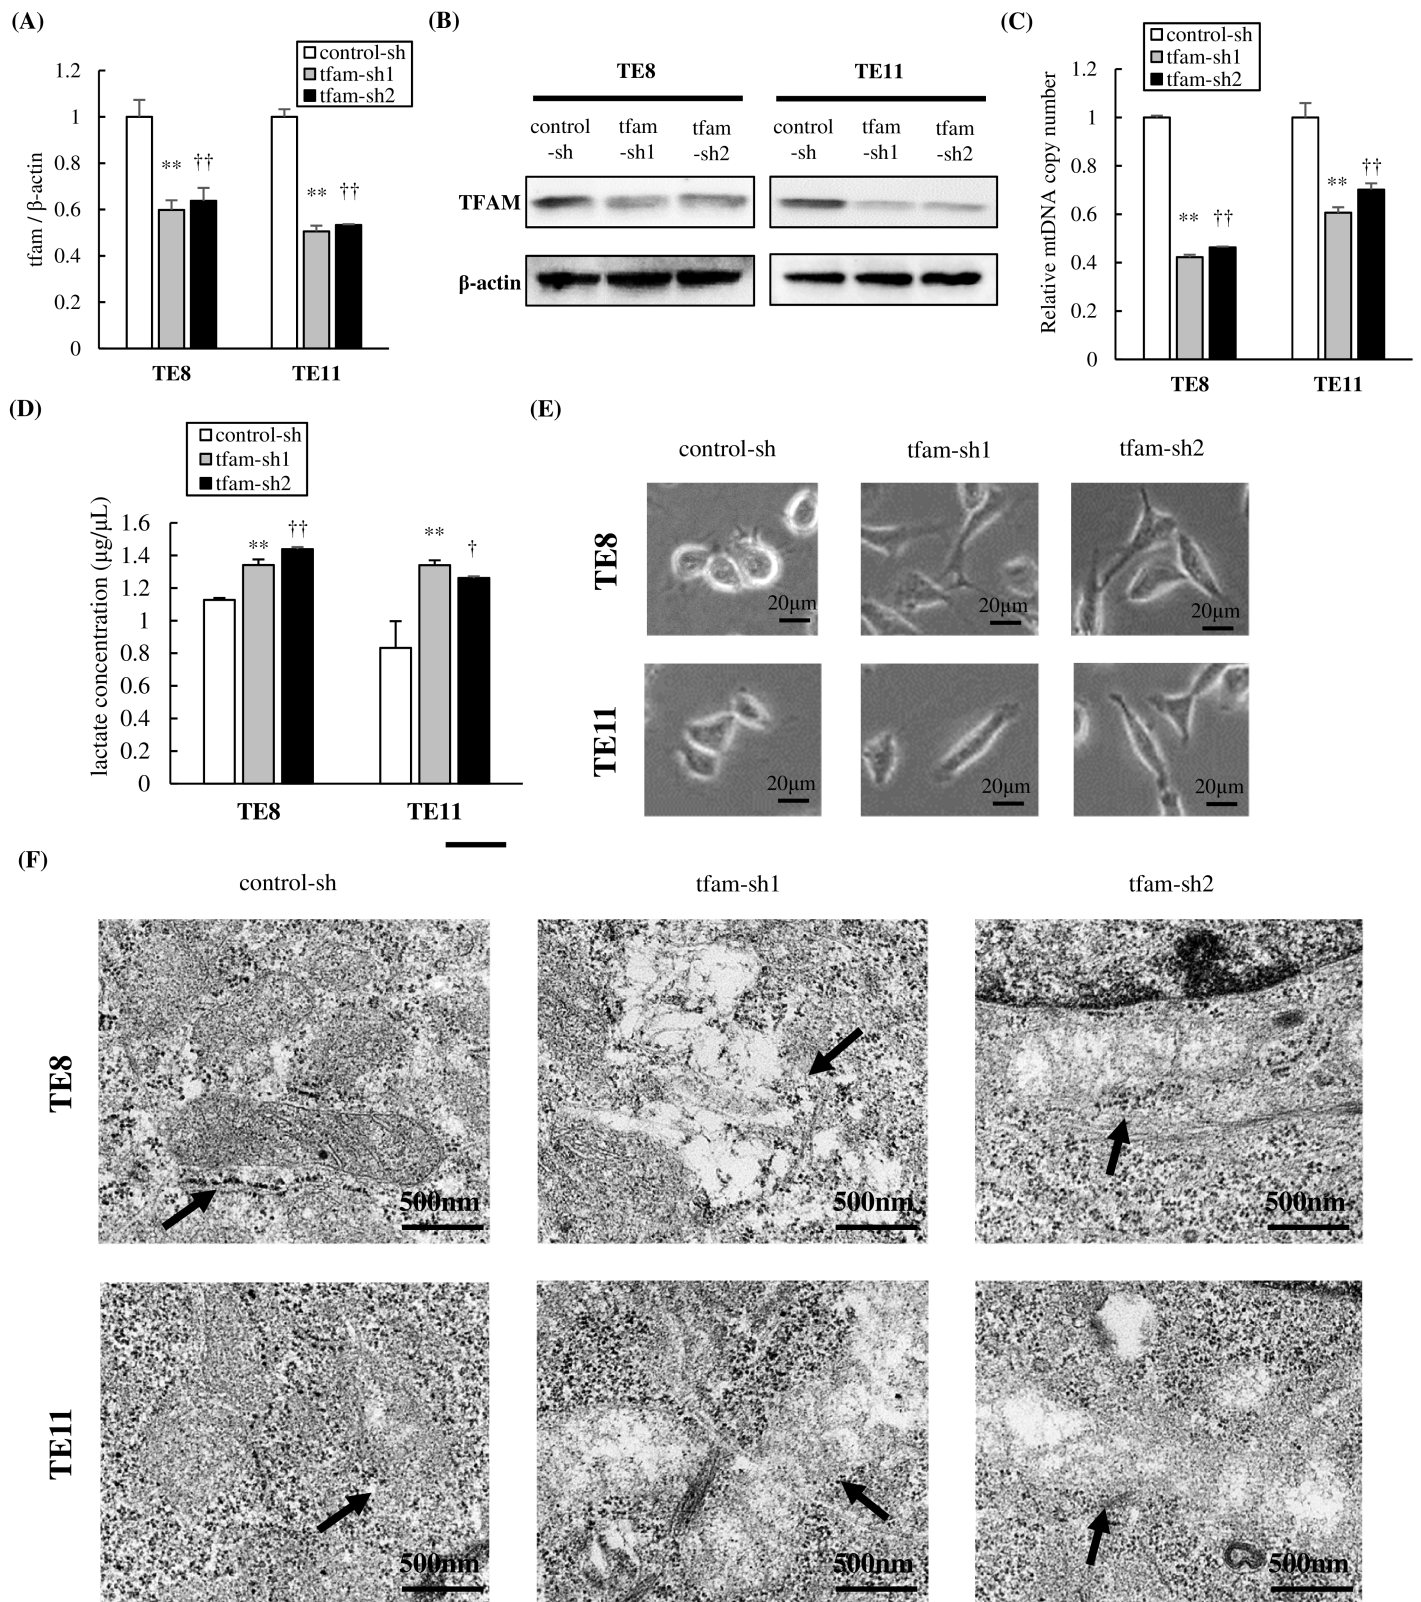 (A)
control-sh
tfam-sh1
tfam-sh2
tfam / β-actin
1.2
1
0.8
0.6
0.4
0.2
0
** ††
** ††
TE8 TE11
(B)
TE8 TE11
control tfam tfam control tfam tfam
-sh -sh1 -sh2 -sh -sh1 -sh2
TFAM
β-actin
(C)
control-sh
tfam-sh1
tfam-sh2
Relative mtDNA copy number
1.2
1
0.8
0.6
0.4
0.2
0
** ††
** ††
TE8 TE11
(D)
control-sh
tfam-sh1
tfam-sh2
lactate concentration (μg/μL)
1.6
1.4
1.2
1
0.8
0.6
0.4
0.2
0
** ††
** †
TE8 TE11
(E)
control-sh tfam-sh1 tfam-sh2
TE8
20μm 20μm 20μm
TE11
20μm 20μm 20μm
(F)
control-sh tfam-sh1 tfam-sh2
TE8
500nm 500nm 500nm
TE11
500nm 500nm 500nm